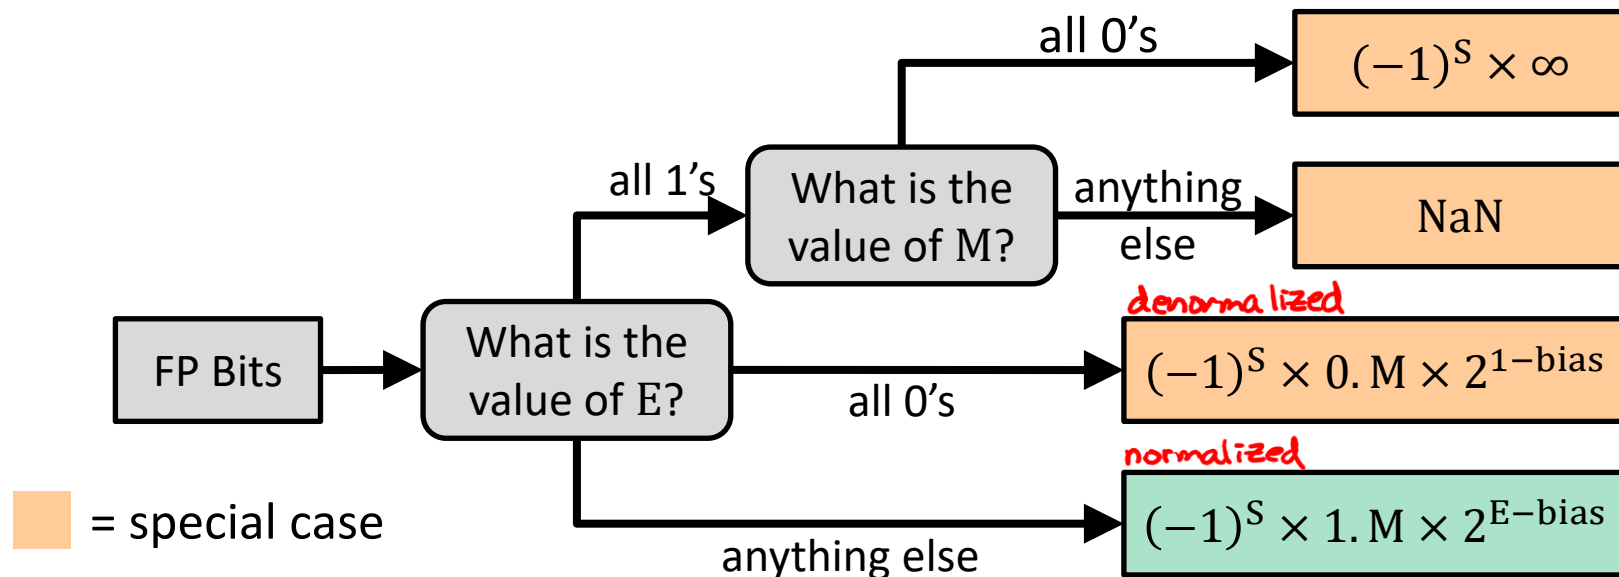 all 0's
(−1)^S × ∞
all 1's
What is the
value of M?
anything
else
NaN
denormalized
FP Bits
What is the
value of E?
all 0's
(−1)^S × 0. M × 2^{1−bias}
normalized
= special case
anything else
(−1)^S × 1. M × 2^{E−bias}